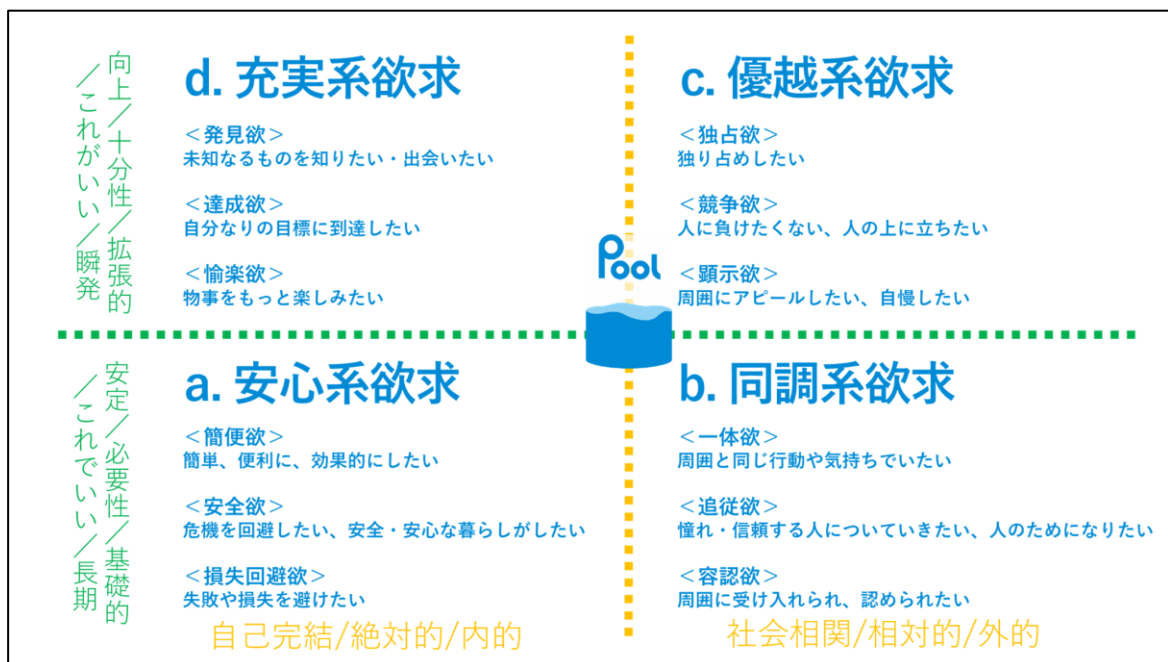 向上/十分性/拡張的
/これがいい/瞬発
d. 充実系欲求
<発見欲>
未知なるものを知りたい・出会いたい
<達成欲>
自分なりの目標に到達したい
<愉楽欲>
物事をもっと楽しみたい
c. 優越系欲求
<独占欲>
独り占めしたい
<競争欲>
人に負けたくない、人の上に立ちたい
<顕示欲>
周囲にアピールしたい、自慢したい
Pool
安定/必要性/基礎的
/これでいい/長期
a. 安心系欲求
<簡便欲>
簡単、便利に、効果的にしたい
<安全欲>
危機を回避したい、安全・安心な暮らしがしたい
<損失回避欲>
失敗や損失を避けたい
自己完結/絶対的/内的
b. 同調系欲求
<一体欲>
周囲と同じ行動や気持ちでいたい
<追従欲>
憧れ・信頼する人についていきたい、人のためになりたい
<容認欲>
周囲に受け入れられ、認められたい
社会相関/相対的/外的